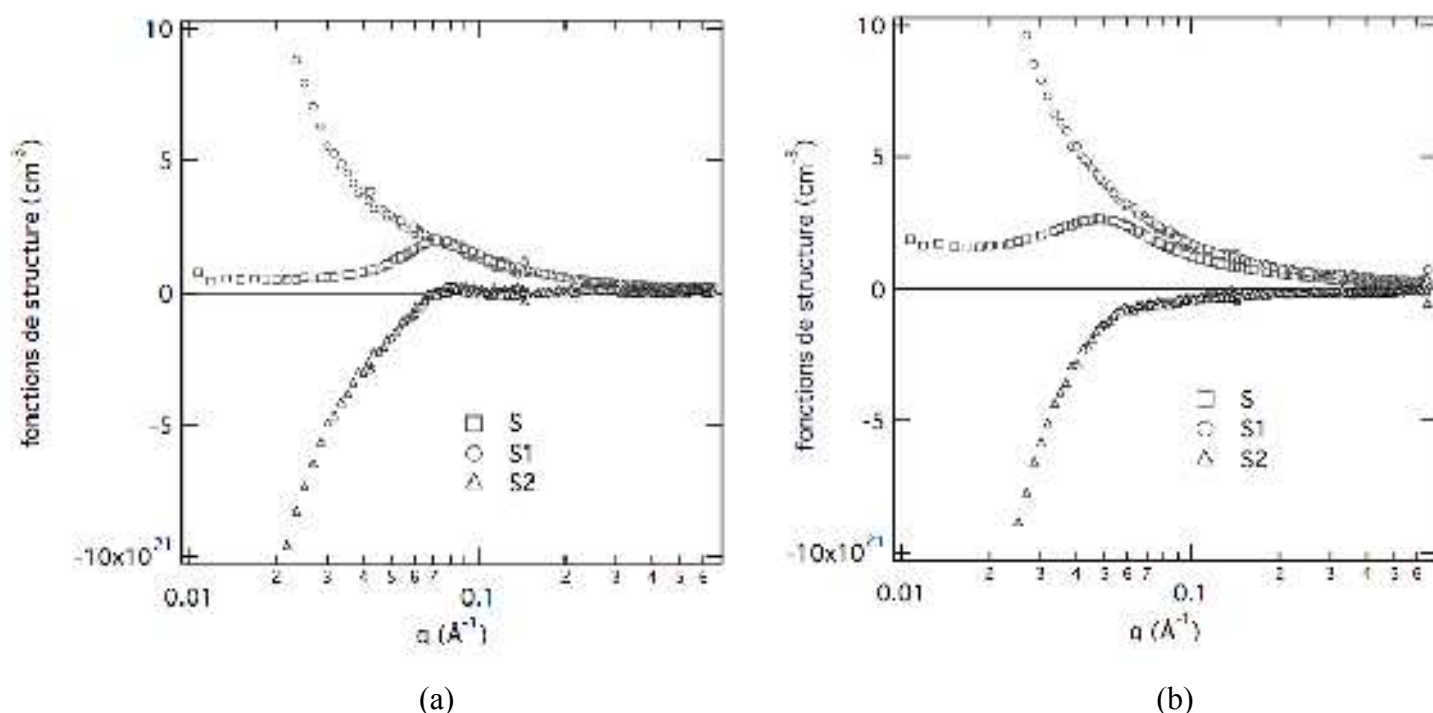 10
5
0
-5
-10x10^21
fonctions de structure (cm^-3)
S
S1
S2
2 3 4 5 6 7 2 3 4 5 6
0.01 0.1
q (Å^-1)
(a)
10
5
0
-5
-10x10^21
fonctions de structure (cm^-3)
S
S1
S2
2 3 4 5 6 7 2 3 4 5 6
0.01 0.1
q (Å^-1)
(b)